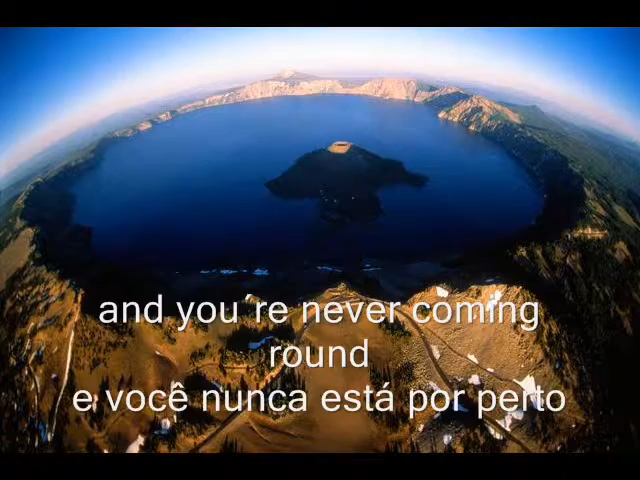 and you re never coming
round
e você nunca está por perto